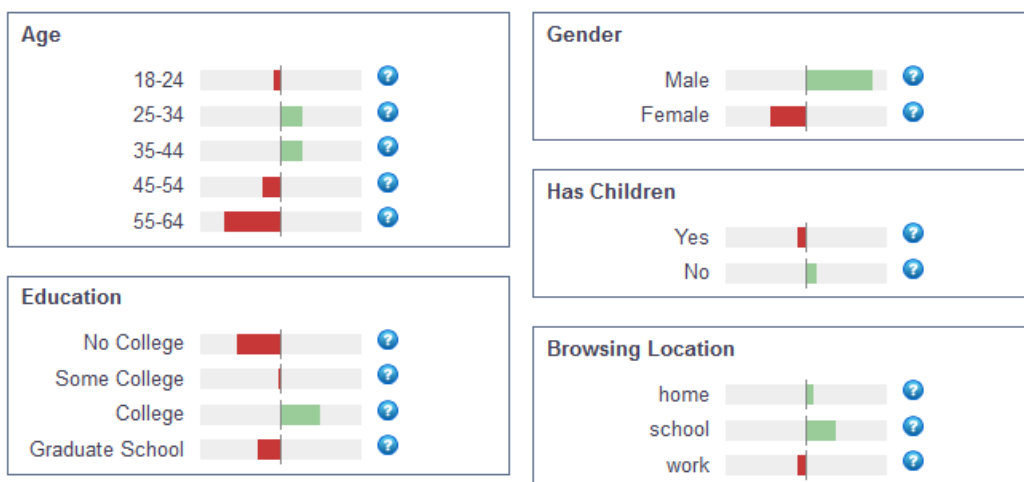 Age
18-24 ?
25-34 ?
35-44 ?
45-54 ?
55-64 ?
Education
No College ?
Some College ?
College ?
Graduate School ?
Gender
Male ?
Female ?
Has Children
Yes ?
No ?
Browsing Location
home ?
school ?
work ?